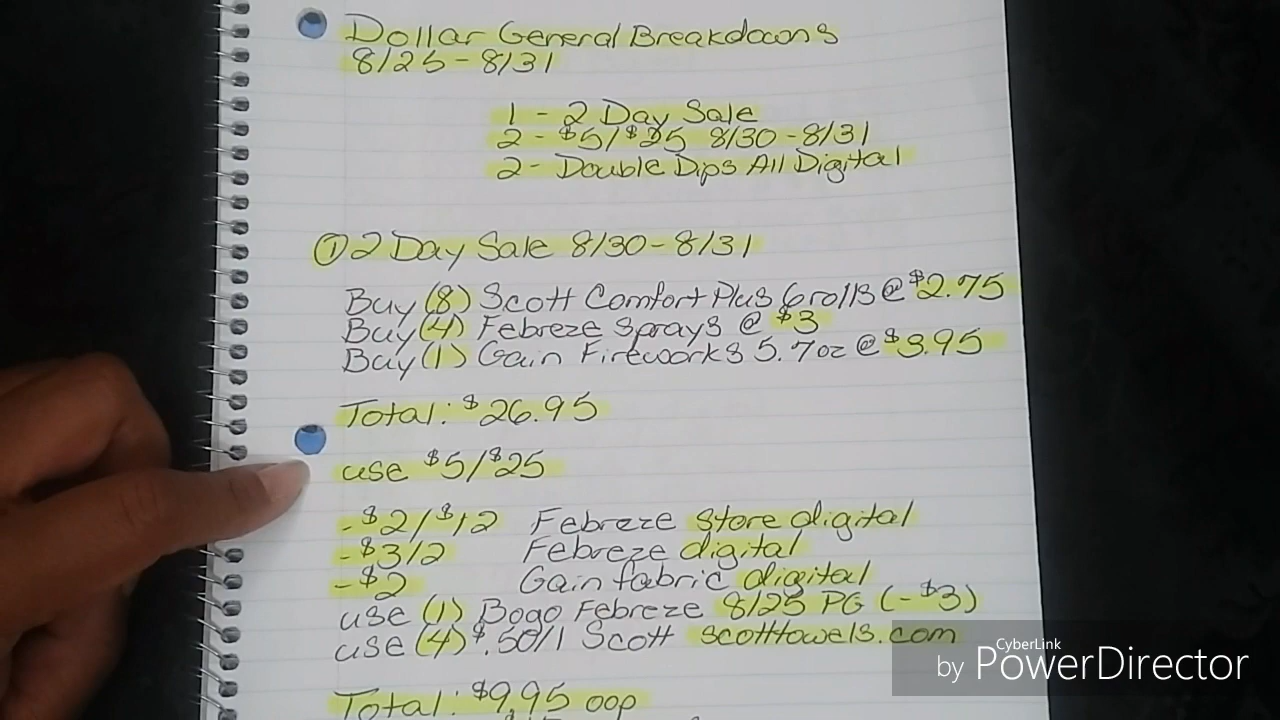 Dollar General Breakdowns
8/25 - 8/31
1 - 2 Day Sale
2 - $5/$25 8/30 - 8/31
2 - Double Dips All Digital
① 2 Day Sale 8/30 - 8/31
Buy (8) Scott Comfort Plus 6 rolls @ $2.75
Buy (4) Febreze Sprays @ $3
Buy (1) Gain Fireworks 5.7oz @ $3.95
Total: $26.95
use $5/$25
-$2/$12 Febreze store digital
-$3/2 Febreze digital
-$2 Gain fabric digital
use (1) Bogo Febreze 8/25 PG (-$3)
use (4) $.50/1 Scott scotttowels.com
Total: $9.95 oop
CyberLink
by PowerDirector